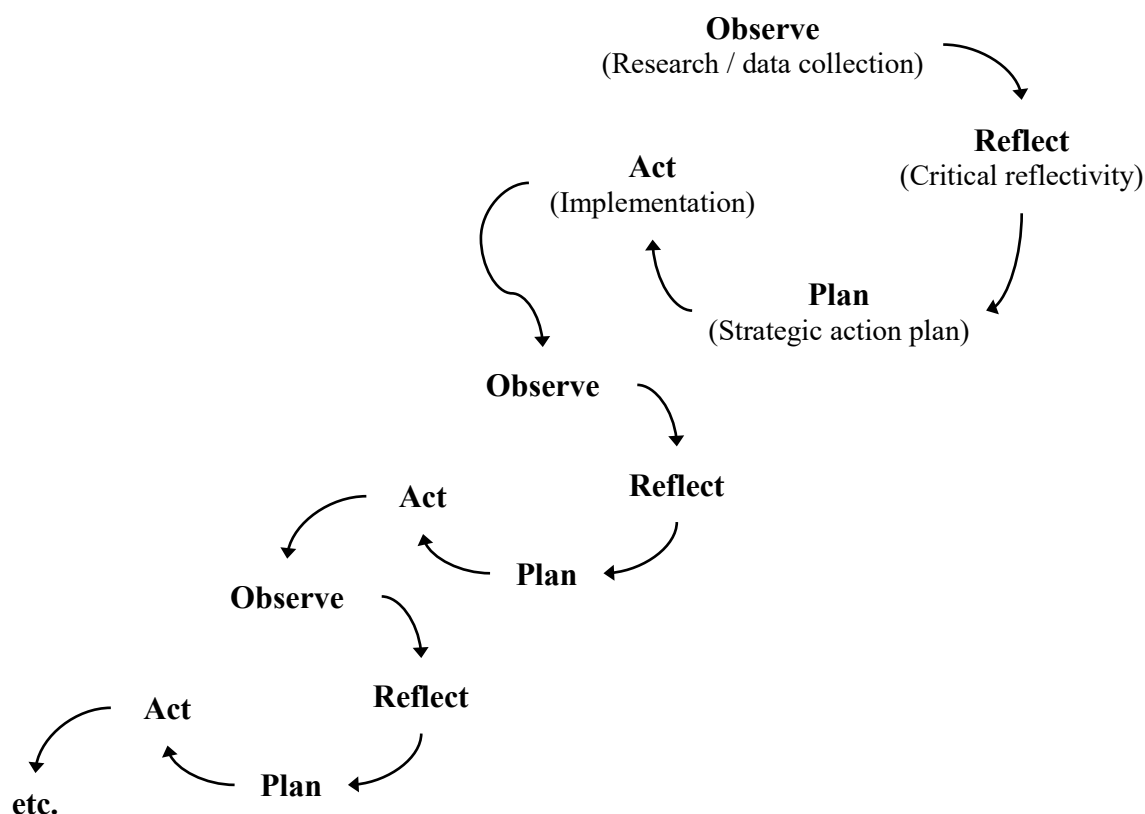 Observe
(Research / data collection)
Reflect
(Critical reflectivity)
Plan
(Strategic action plan)
Act
(Implementation)
Observe
Reflect
Plan
Act
Observe
Reflect
Plan
Act
etc.